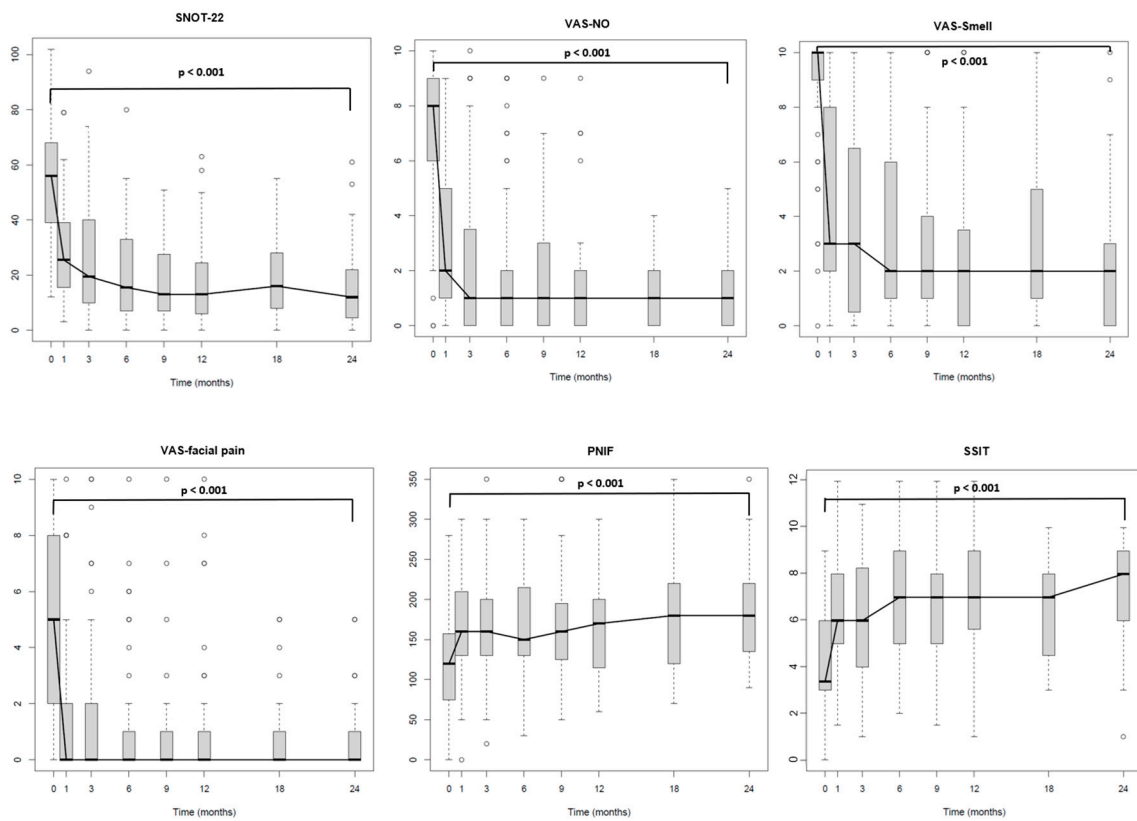 SNOT-22
p < 0.001
100
80
60
40
20
0
0 1 3 6 9 12 18 24
Time (months)
VAS-NO
p < 0.001
10
8
6
4
2
0
0 1 3 6 9 12 18 24
Time (months)
VAS-Smell
p < 0.001
10
8
6
4
2
0
0 1 3 6 9 12 18 24
Time (months)
VAS-facial pain
p < 0.001
10
8
6
4
2
0
0 1 3 6 9 12 18 24
Time (months)
PNIF
p < 0.001
350
300
250
200
150
100
50
0
0 1 3 6 9 12 18 24
Time (months)
SSIT
p < 0.001
12
10
8
6
4
2
0
0 1 3 6 9 12 18 24
Time (months)